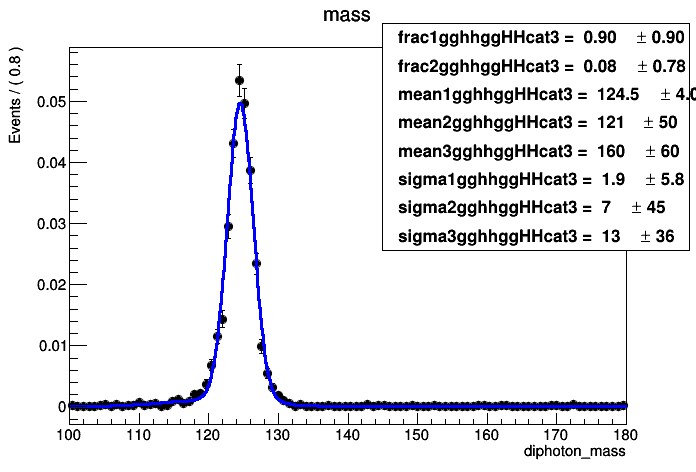 mass
frac1gghhggHHcat3 = 0.90 ± 0.90
frac2gghhggHHcat3 = 0.08 ± 0.78
mean1gghhggHHcat3 = 124.5 ± 4.0
mean2gghhggHHcat3 = 121 ± 50
mean3gghhggHHcat3 = 160 ± 60
sigma1gghhggHHcat3 = 1.9 ± 5.8
sigma2gghhggHHcat3 = 7 ± 45
sigma3gghhggHHcat3 = 13 ± 36
Events / ( 0.8 )
0.05
0.04
0.03
0.02
0.01
0
100 110 120 130 140 150 160 170 180
diphoton_mass